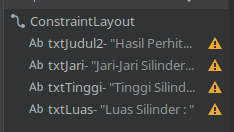 ConstraintLayout
Ab txtJudul2- "Hasil Perhit...
Ab txtJari- "Jari-Jari Silinder...
Ab txtTinggi- "Tinggi Silind...
Ab txtLuas- "Luas Silinder : "